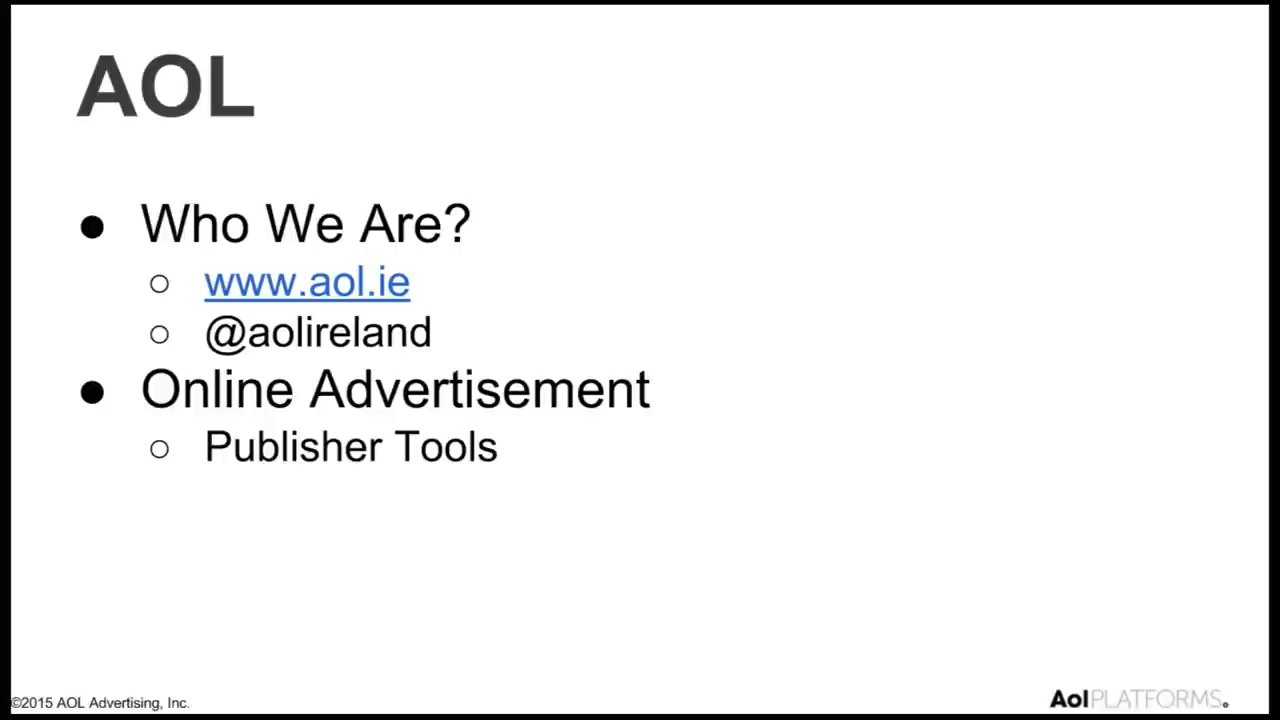 AOL
● Who We Are?
○ www.aol.ie
○ @aolireland
● Online Advertisement
○ Publisher Tools
©2015 AOL Advertising, Inc.
Aol PLATFORMS.